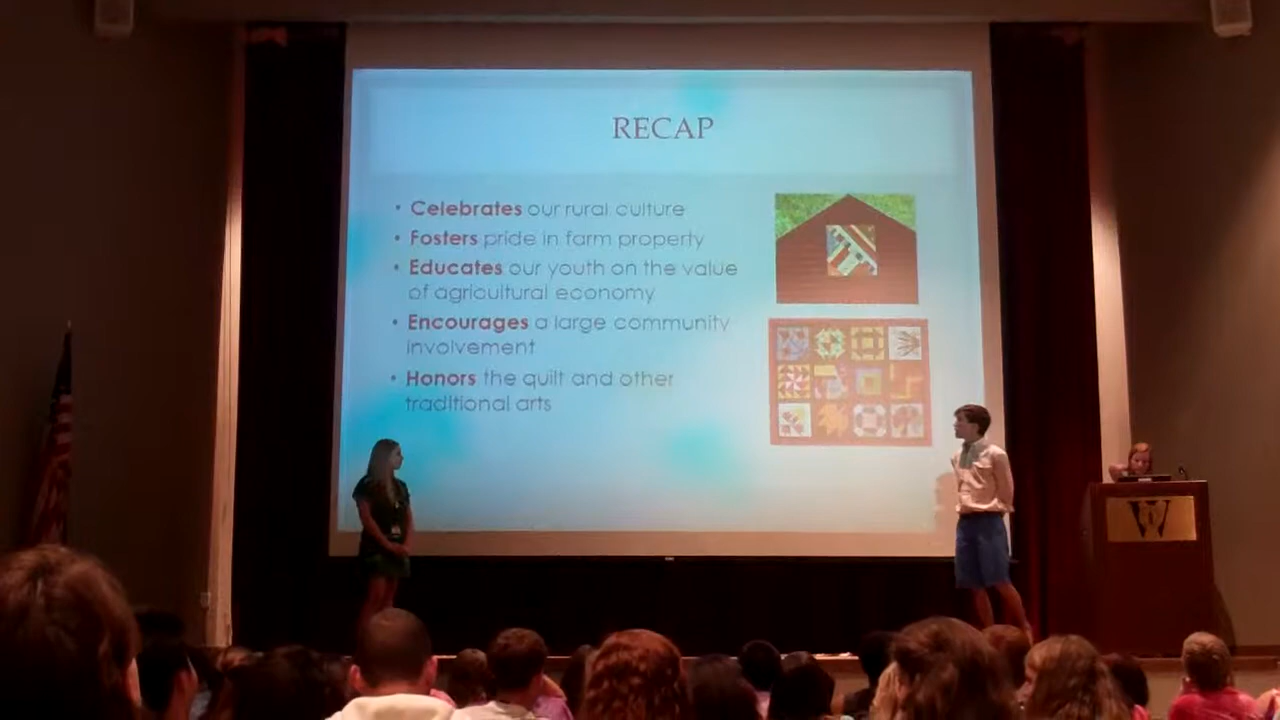 RECAP
• Celebrates our rural culture
• Fosters pride in farm property
• Educates our youth on the value
of agricultural economy
• Encourages a large community
involvement
• Honors the quilt and other
traditional arts
W